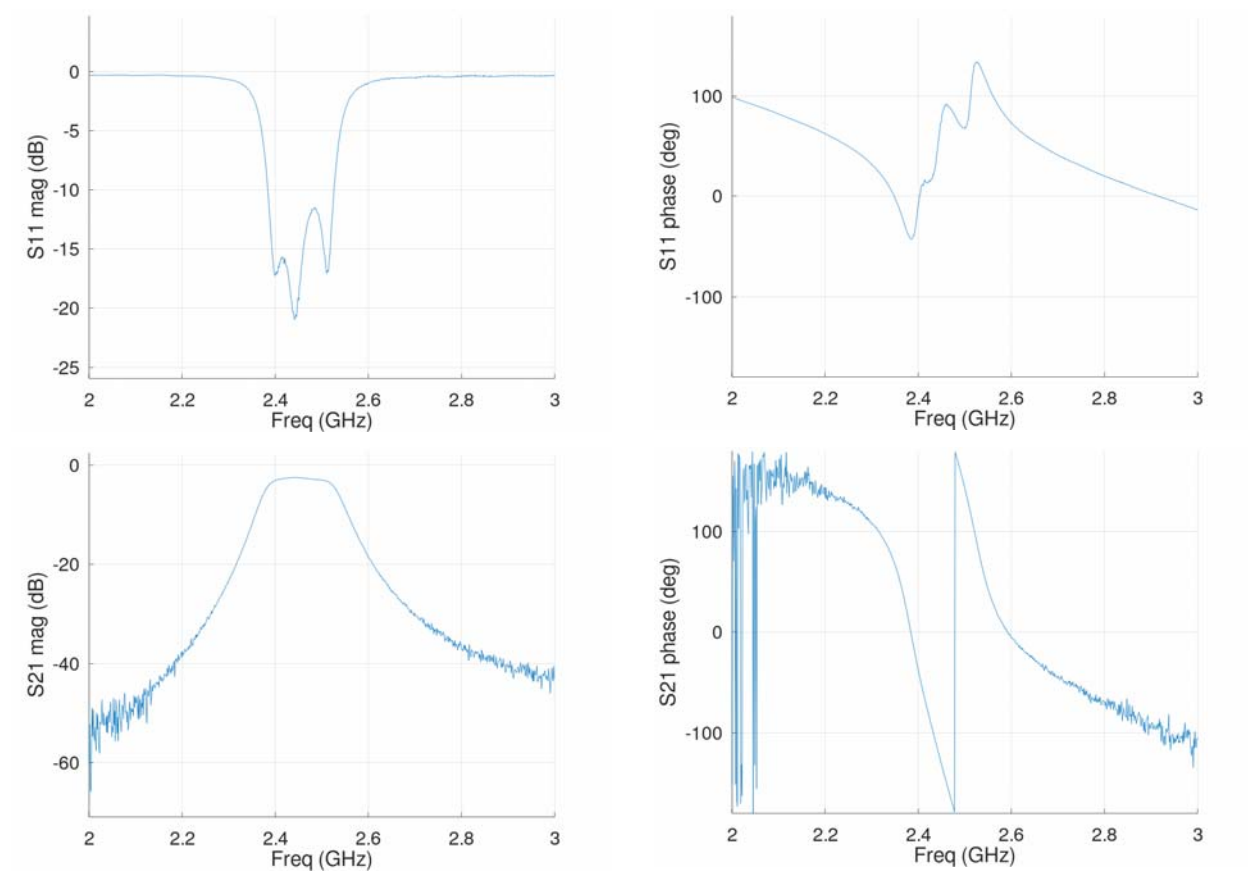 S11 mag (dB)
0
-5
-10
-15
-20
-25
2 2.2 2.4 2.6 2.8 3
Freq (GHz)
S11 phase (deg)
100
0
-100
2 2.2 2.4 2.6 2.8 3
Freq (GHz)
S21 mag (dB)
0
-20
-40
-60
2 2.2 2.4 2.6 2.8 3
Freq (GHz)
S21 phase (deg)
100
0
-100
2 2.2 2.4 2.6 2.8 3
Freq (GHz)